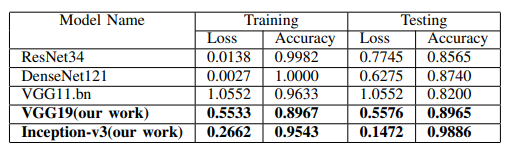 Model Name Training Testing
Loss Accuracy Loss Accuracy
ResNet34 0.0138 0.9982 0.7745 0.8565
DenseNet121 0.0027 1.0000 0.6275 0.8740
VGG11.bn 1.0552 0.9633 1.0552 0.8200
VGG19(our work) 0.5533 0.8967 0.5576 0.8965
Inception-v3(our work) 0.2662 0.9543 0.1472 0.9886